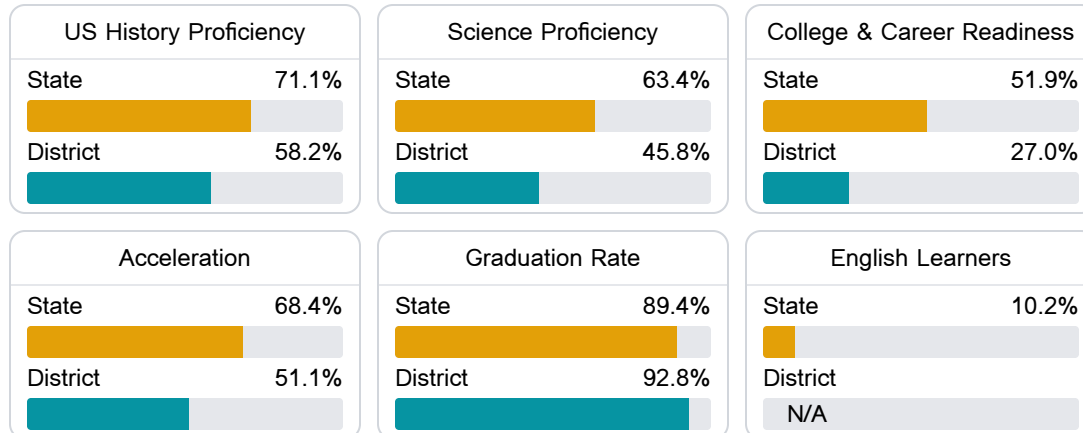 US History Proficiency
State 71.1%
District 58.2%
Science Proficiency
State 63.4%
District 45.8%
College & Career Readiness
State 51.9%
District 27.0%
Acceleration
State 68.4%
District 51.1%
Graduation Rate
State 89.4%
District 92.8%
English Learners
State 10.2%
District
N/A